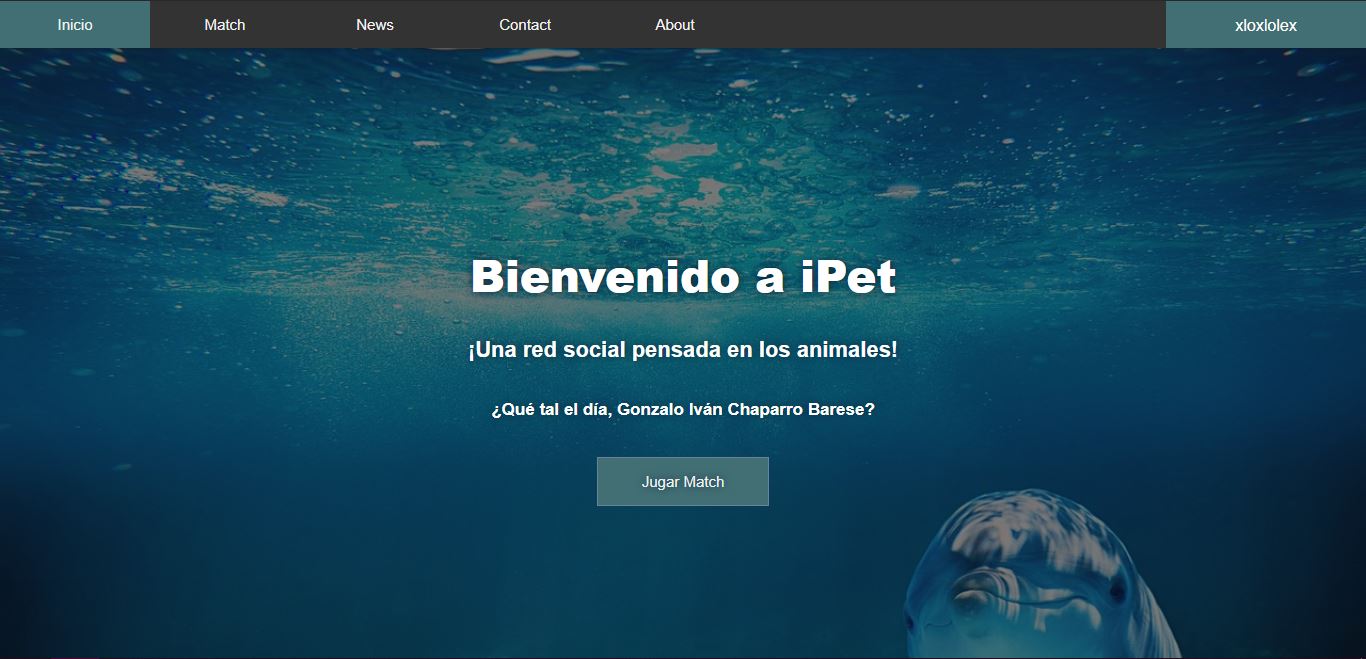 Inicio Match News Contact About xloxlolex
Bienvenido a iPet
¡Una red social pensada en los animales!
¿Qué tal el día, Gonzalo Iván Chaparro Barese?
Jugar Match